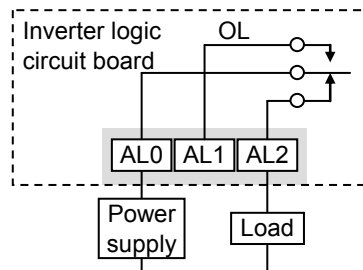 Inverter logic
circuit board
OL
AL0 AL1 AL2
Power
supply
Load